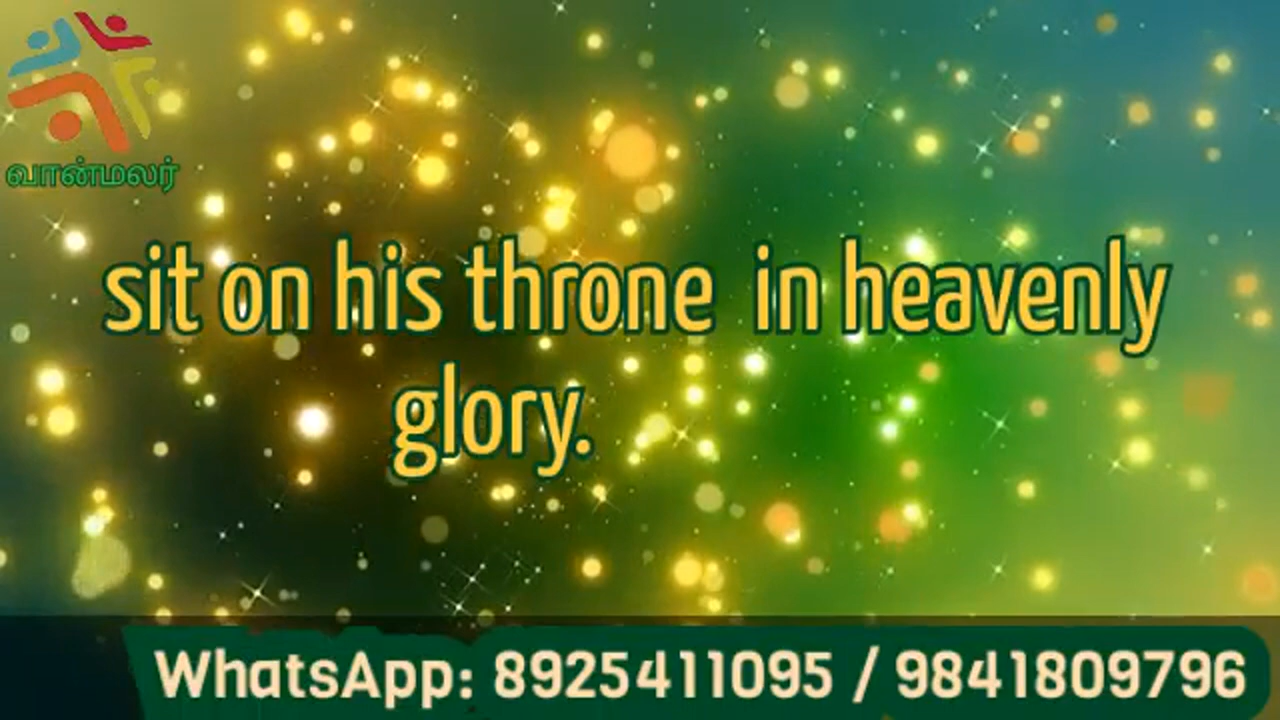 வான்மலர்
sit on his throne in heavenly
glory.
WhatsApp: 8925411095 / 9841809796